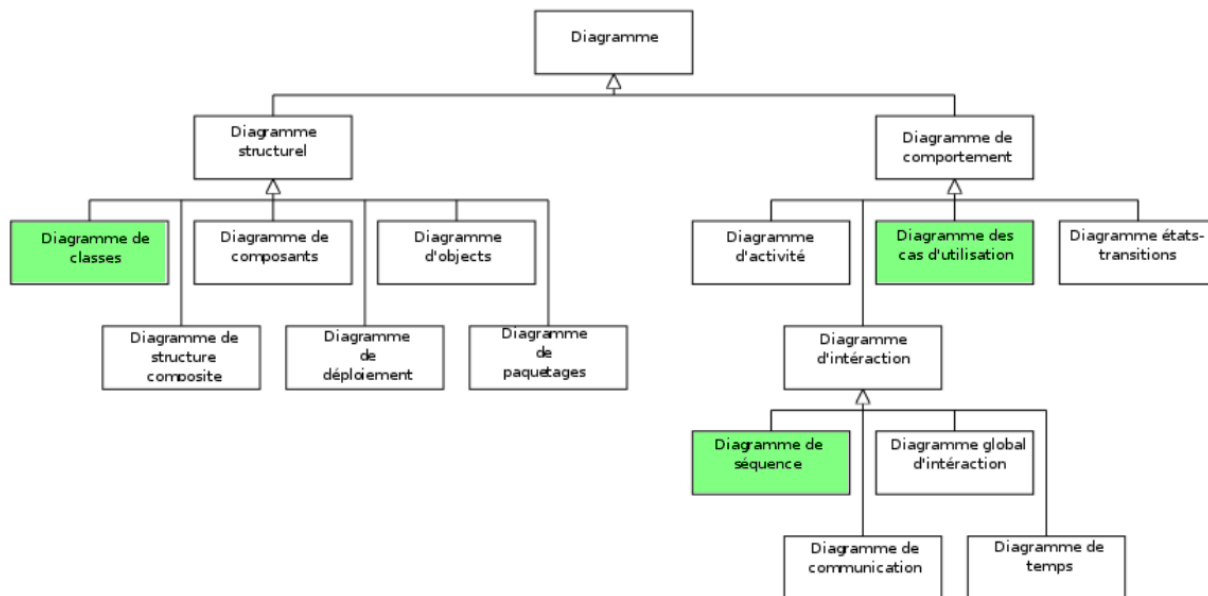 Diagramme
Diagramme
structurel
Diagramme de
comportement
Diagramme de
classes
Diagramme de
composants
Diagramme
d'objects
Diagramme
d'activité
Diagramme des
cas d'utilisation
Diagramme états-
transitions
Diagramme de
structure
composite
Diagramme
de
déploiement
Diagramme
de
paquetages
Diagramme
d'intéraction
Diagramme de
séquence
Diagramme global
d'intéraction
Diagramme de
communication
Diagramme de
temps